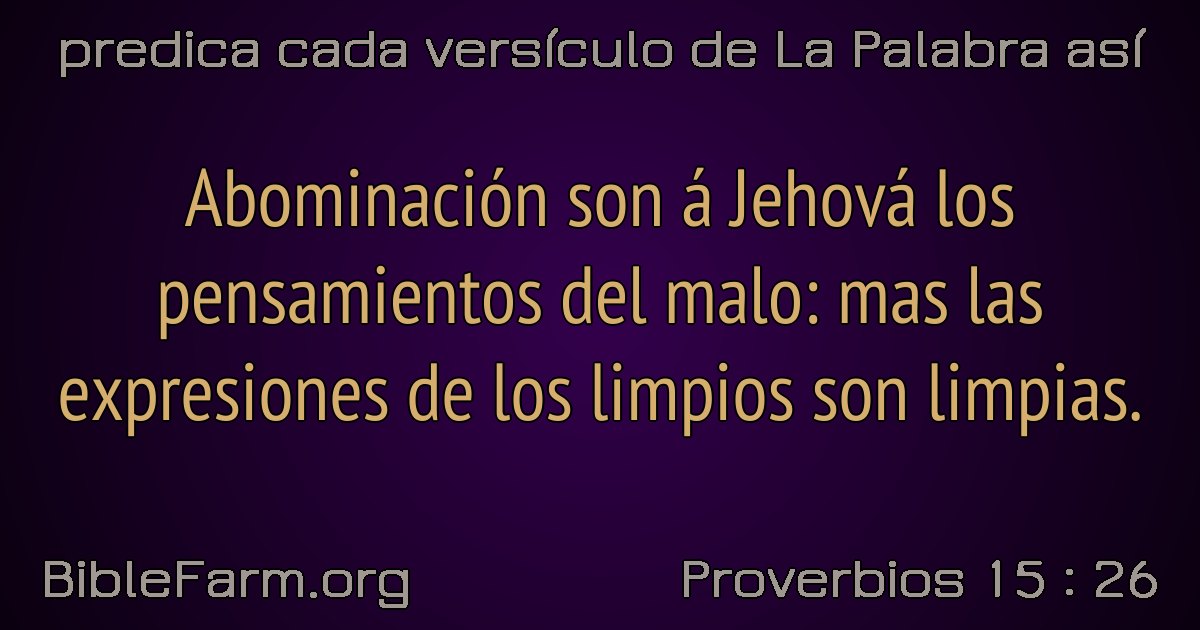 predica cada versículo de La Palabra así
Abominación son á Jehová los
pensamientos del malo: mas las
expresiones de los limpios son limpias.
BibleFarm.org
Proverbios 15 : 26